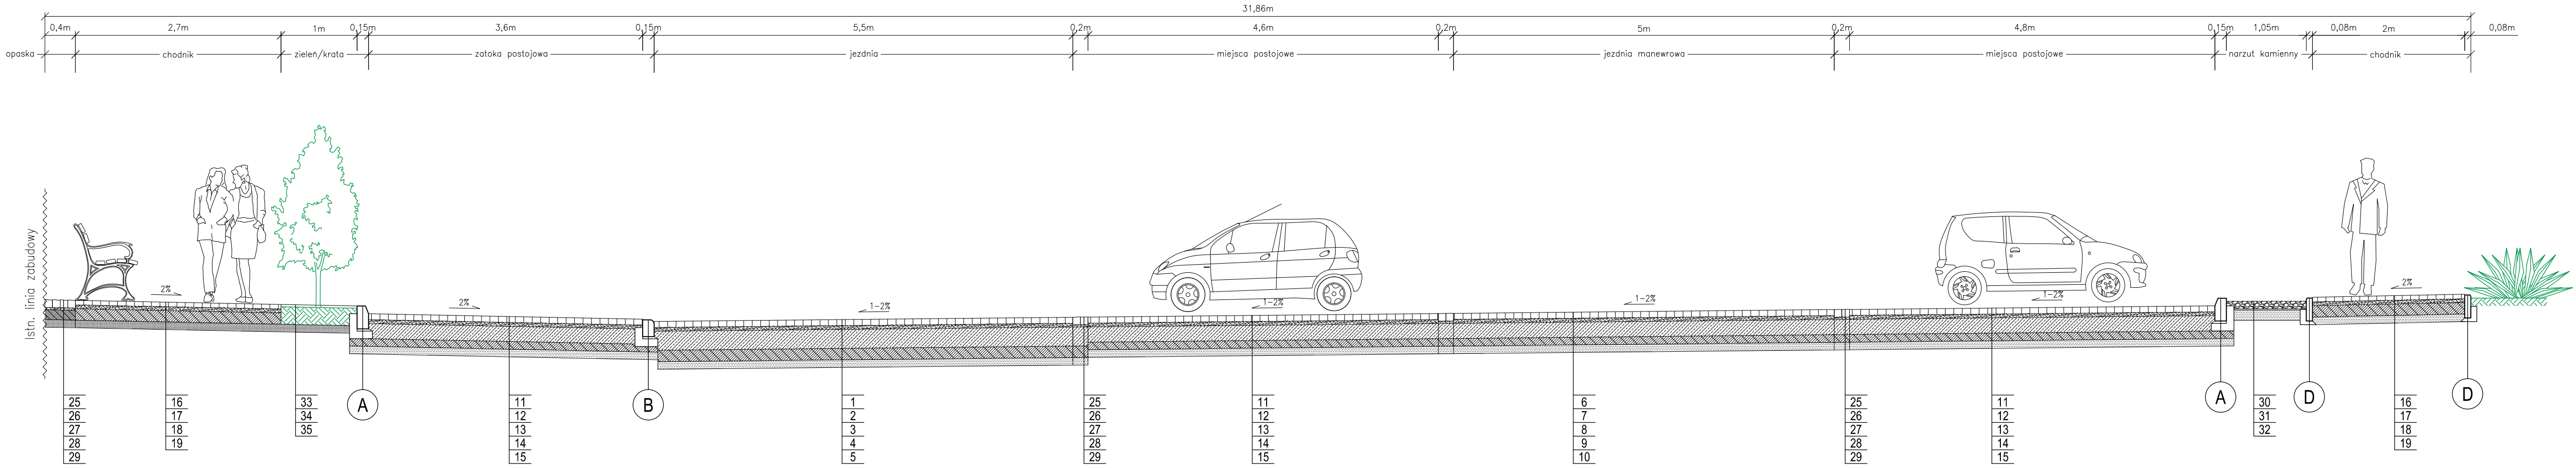 31,86m
0,4m 2,7m 1m 0,15m 3,6m 0,15m 5,5m 0,2m 4,6m 0,2m 5m 0,2m 4,8m 0,15m 1,05m 0,08m 2m 0,08m
opaska chodnik zieleń/krata zatoka postojowa jezdnia miejsca postojowe jezdnia manewrowa miejsca postojowe narzut kamienny chodnik
Istn. linia zabudowy
2% 2% 1-2% 1-2% 1-2% 1-2% 2%
A B A D D
25 16 33 11 1 25 11 6 25 11 30 16
26 17 34 12 2 26 12 7 26 12 31 17
27 18 35 13 3 27 13 8 27 13 32 18
28 19 14 4 28 14 9 28 14 19
29 15 5 29 15 10 29 15